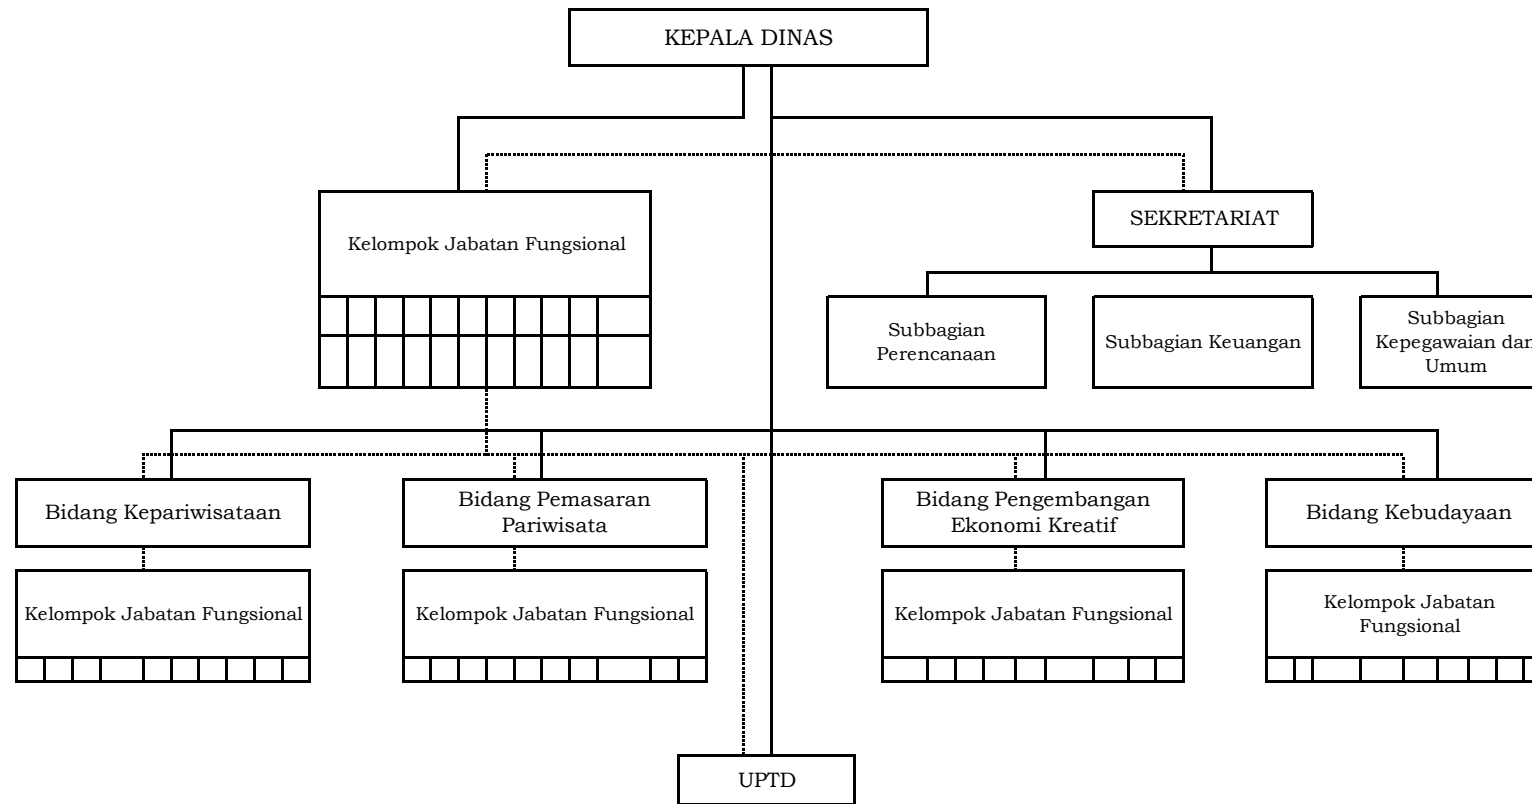 KEPALA DINAS
Kelompok Jabatan Fungsional
SEKRETARIAT
Subbagian
Perencanaan
Subbagian Keuangan
Subbagian
Kepegawaian dan
Umum
Bidang Kepariwisataan
Bidang Pemasaran
Pariwisata
Bidang Pengembangan
Ekonomi Kreatif
Bidang Kebudayaan
Kelompok Jabatan Fungsional
Kelompok Jabatan Fungsional
Kelompok Jabatan Fungsional
Kelompok Jabatan
Fungsional
UPTD